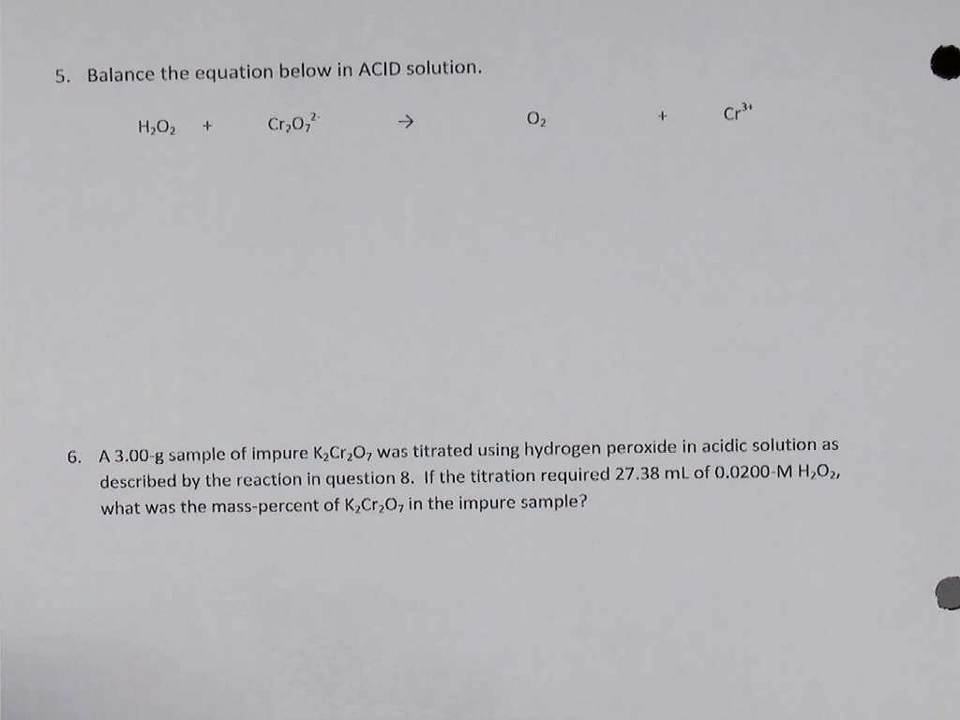 5. Balance the equation below in ACID solution.
H₂O₂ + Cr₂O₇²⁻ → O₂ + Cr³⁺
6. A 3.00-g sample of impure K₂Cr₂O₇ was titrated using hydrogen peroxide in acidic solution as
described by the reaction in question 8. If the titration required 27.38 mL of 0.0200-M H₂O₂,
what was the mass-percent of K₂Cr₂O₇ in the impure sample?